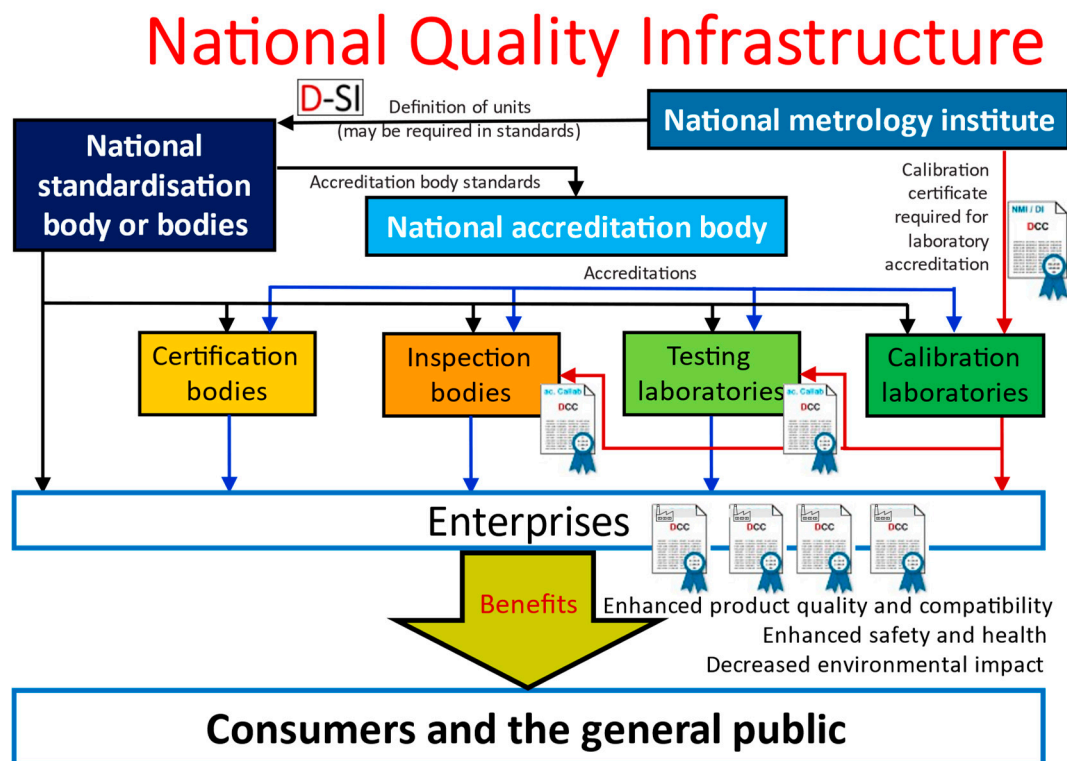 National Quality Infrastructure
D-SI
Definition of units
(may be required in standards)
National metrology institute
National
standardisation
body or bodies
Accreditation body standards
National accreditation body
Calibration
certificate
required for
laboratory
accreditation
NMI / DI
DCC
Accreditations
Certification
bodies
Inspection
bodies
Testing
laboratories
Calibration
laboratories
ac. Callab
DCC
ac. Callab
DCC
Enterprises
DCC
DCC
DCC
DCC
Benefits
Enhanced product quality and compatibility
Enhanced safety and health
Decreased environmental impact
Consumers and the general public